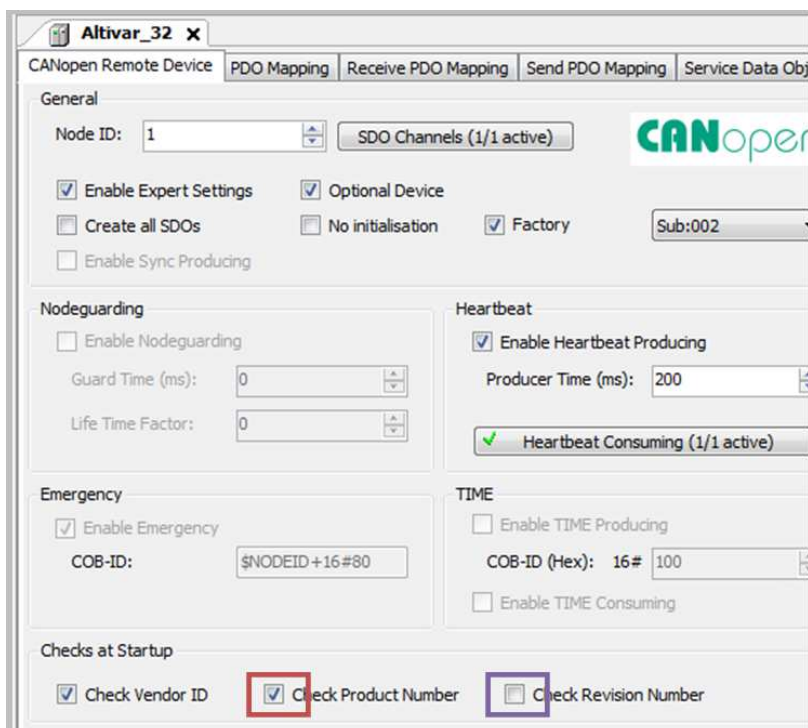 Altivar_32 X
CANopen Remote Device PDO Mapping Receive PDO Mapping Send PDO Mapping Service Data Obj
General
Node ID: 1 SDO Channels (1/1 active) CANopen
Enable Expert Settings Optional Device
Create all SDOs No initialisation Factory Sub:002
Enable Sync Producing
Nodeguarding Heartbeat
Enable Nodeguarding Enable Heartbeat Producing
Guard Time (ms): 0 Producer Time (ms): 200
Life Time Factor: 0 Heartbeat Consuming (1/1 active)
Emergency TIME
Enable Emergency Enable TIME Producing
COB-ID: $NODEID+16#80 COB-ID (Hex): 16# 100
Enable TIME Consuming
Checks at Startup
Check Vendor ID Check Product Number Check Revision Number